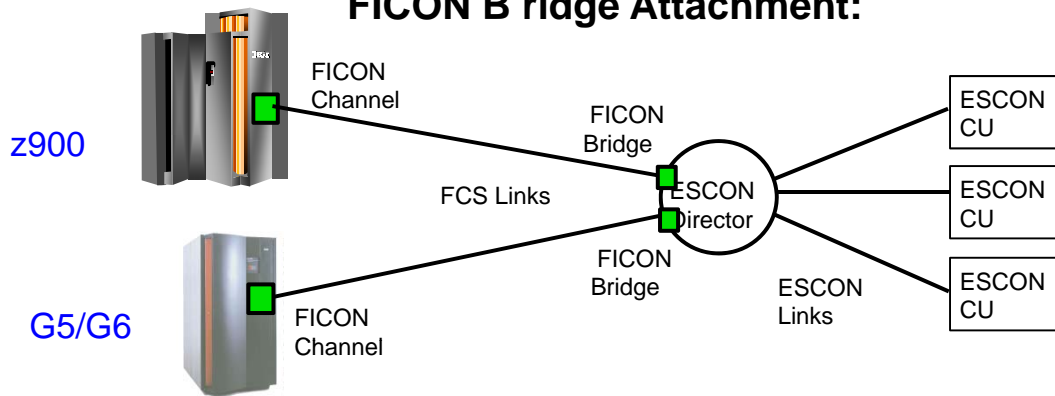 FICON B ridge Attachment:
FICON
Channel
z900
FICON
Bridge
ESCON
CU
FCS Links
ESCON
Director
ESCON
CU
FICON
Bridge
ESCON
Links
ESCON
CU
G5/G6
FICON
Channel